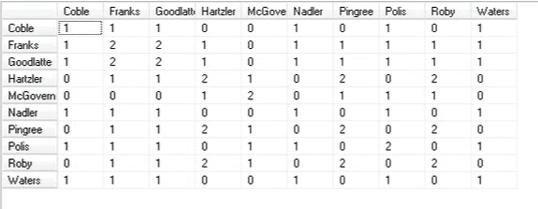 Coble Franks Goodlatte Hartzler McGove Nadler Pingree Polis Roby Waters
Coble 1 1 1 0 0 1 0 1 0 1
Franks 1 2 2 1 0 1 1 1 1 1
Goodlatte 1 2 2 1 0 1 1 1 1 1
Hartzler 0 1 1 2 1 0 2 0 2 0
McGovern 0 0 0 1 2 0 1 1 1 0
Nadler 1 1 1 0 0 1 0 1 0 1
Pingree 0 1 1 2 1 0 2 0 2 0
Polis 1 1 1 0 1 1 0 2 0 1
Roby 0 1 1 2 1 0 2 0 2 0
Waters 1 1 1 0 0 1 0 1 0 1